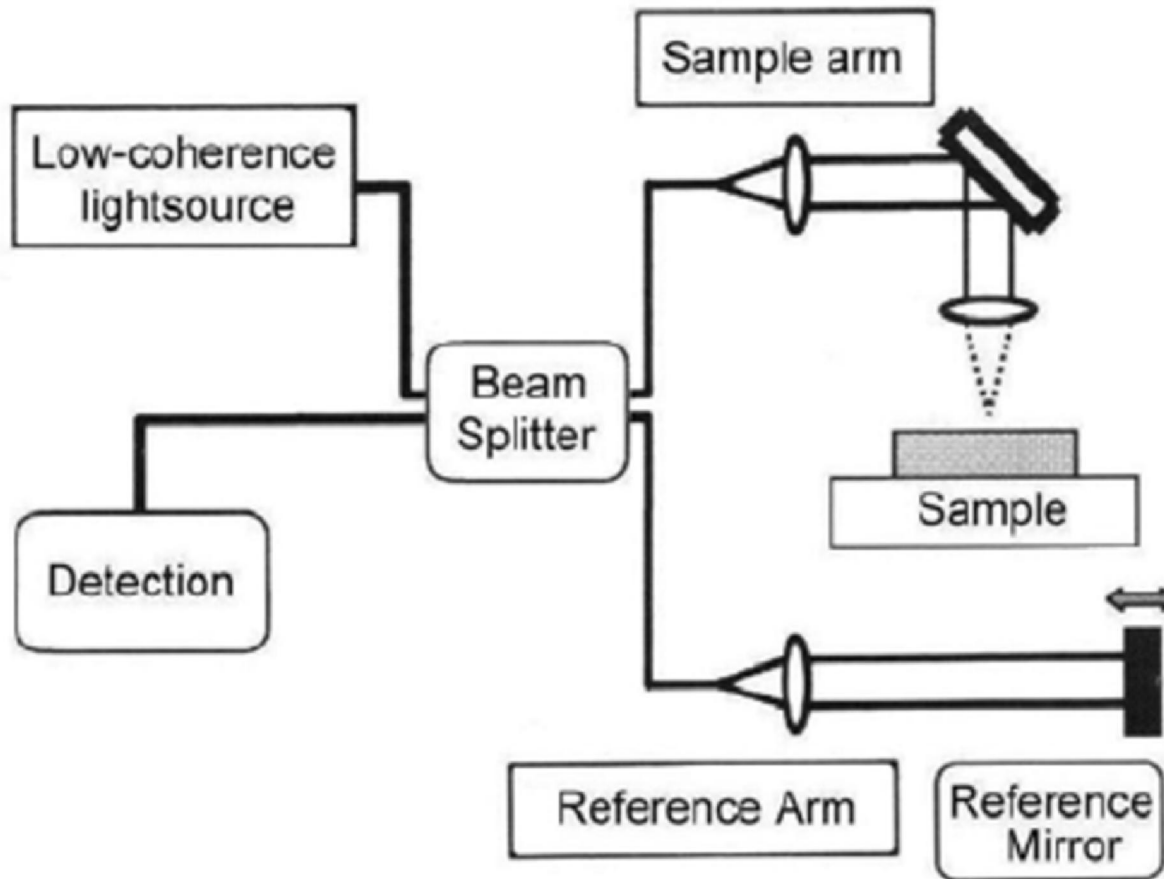 Sample arm
Low-coherence
lightsource
Beam
Splitter
Sample
Detection
Reference Arm
Reference
Mirror